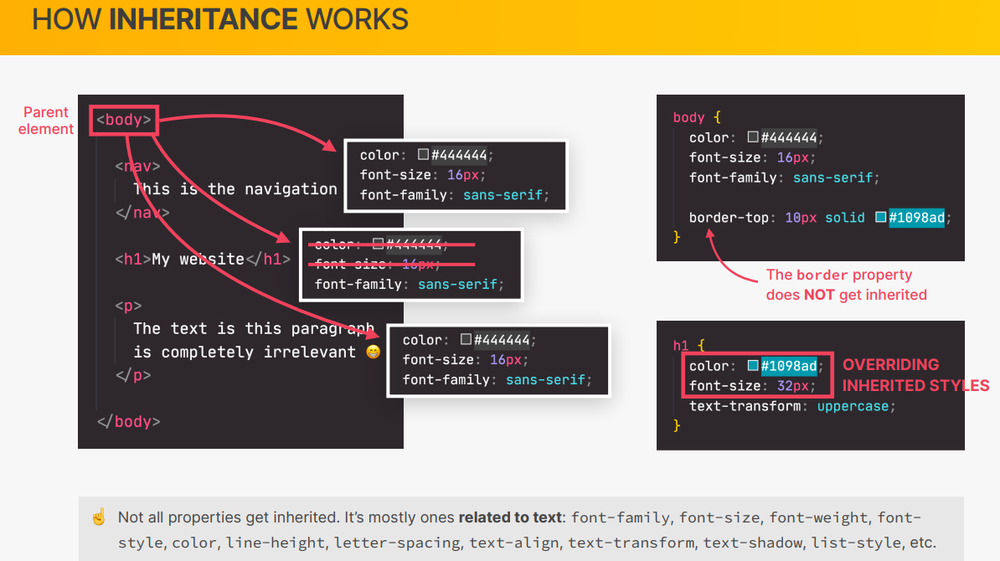 HOW INHERITANCE WORKS
Parent
element
<body>
<nav>
This is the navigation
</nav>
<h1>My website</h1>
<p>
The text is this paragraph
is completely irrelevant 😁
</p>
</body>
color: #444444;
font-size: 16px;
font-family: sans-serif;
color: #444444;
font-size: 16px;
font-family: sans-serif;
color: #444444;
font-size: 16px;
font-family: sans-serif;
body {
color: #444444;
font-size: 16px;
font-family: sans-serif;
border-top: 10px solid #1098ad;
}
The border property
does NOT get inherited
h1 {
color: #1098ad;
font-size: 32px;
text-transform: uppercase;
}
OVERRIDING
INHERITED STYLES
☝️ Not all properties get inherited. It’s mostly ones related to text: font-family, font-size, font-weight, font-
style, color, line-height, letter-spacing, text-align, text-transform, text-shadow, list-style, etc.